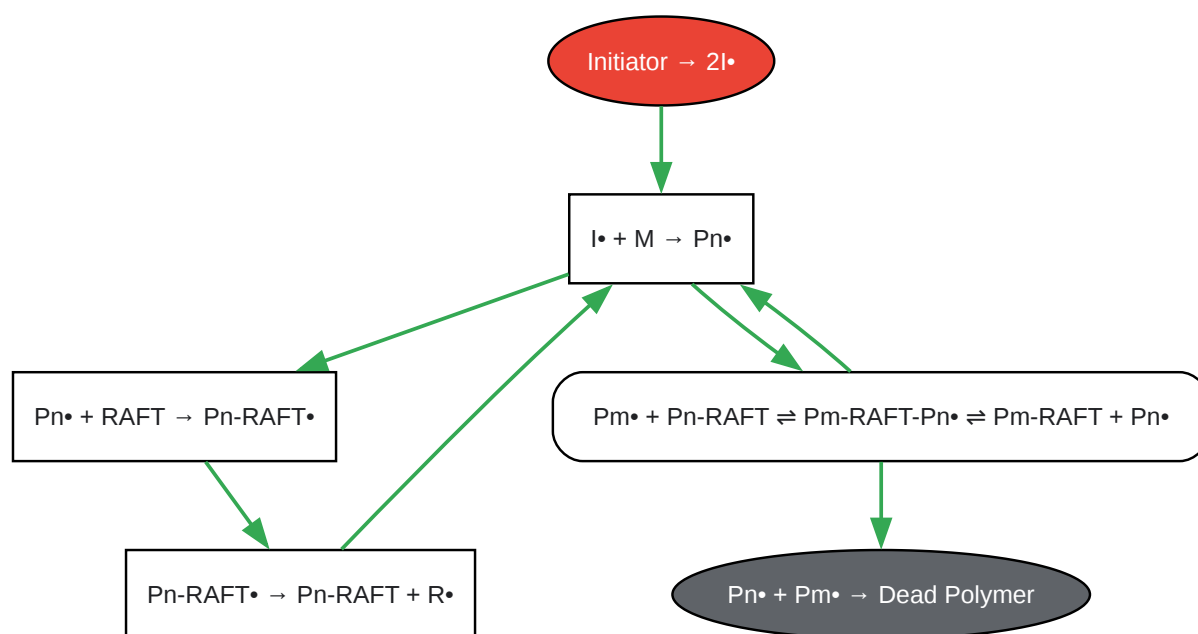 Initiator → 2I•
I• + M → Pn•
Pn• + RAFT → Pn-RAFT•
Pm• + Pn-RAFT ⇌ Pm-RAFT-Pn• ⇌ Pm-RAFT + Pn•
Pn-RAFT• → Pn-RAFT + R•
Pn• + Pm• → Dead Polymer